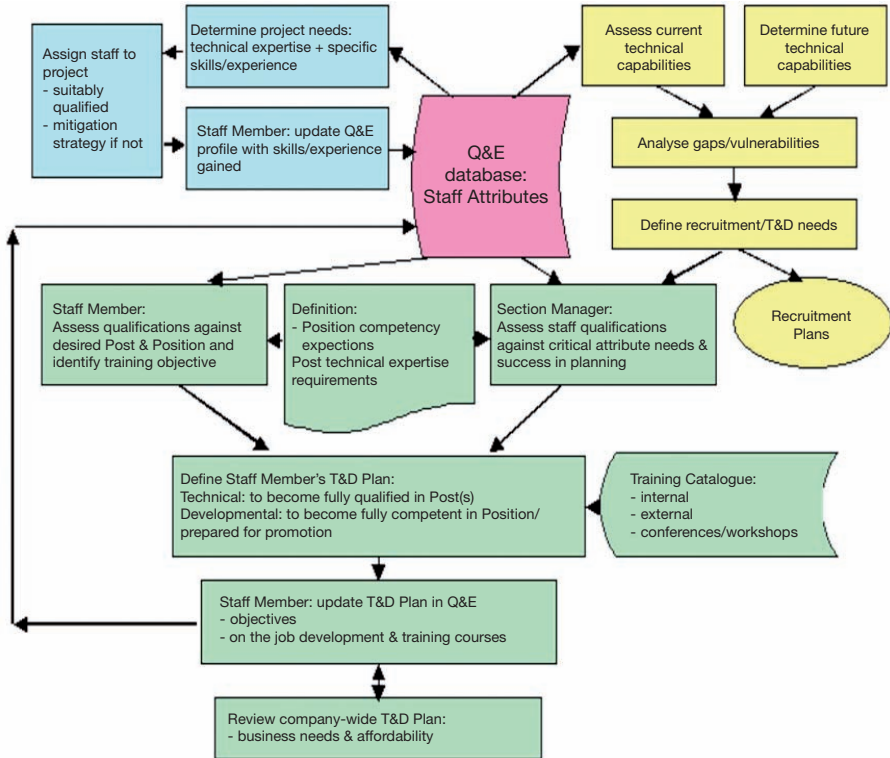 Determine project needs:
technical expertise + specific
skills/experience
Assign staff to
project
- suitably
qualified
- mitigation
strategy if not
Staff Member: update Q&E
profile with skills/experience
gained
Q&E
database:
Staff Attributes
Assess current
technical
capabilities
Determine future
technical
capabilities
Analyse gaps/vulnerabilities
Define recruitment/T&D needs
Recruitment
Plans
Staff Member:
Assess qualifications against
desired Post & Position and
identify training objective
Definition:
- Position competency
expections
Post technical expertise
requirements
Section Manager:
Assess staff qualifications
against critical attribute needs &
success in planning
Define Staff Member's T&D Plan:
Technical: to become fully qualified in Post(s)
Developmental: to become fully competent in Position/
prepared for promotion
Training Catalogue:
- internal
- external
- conferences/workshops
Staff Member: update T&D Plan in Q&E
- objectives
- on the job development & training courses
Review company-wide T&D Plan:
- business needs & affordability